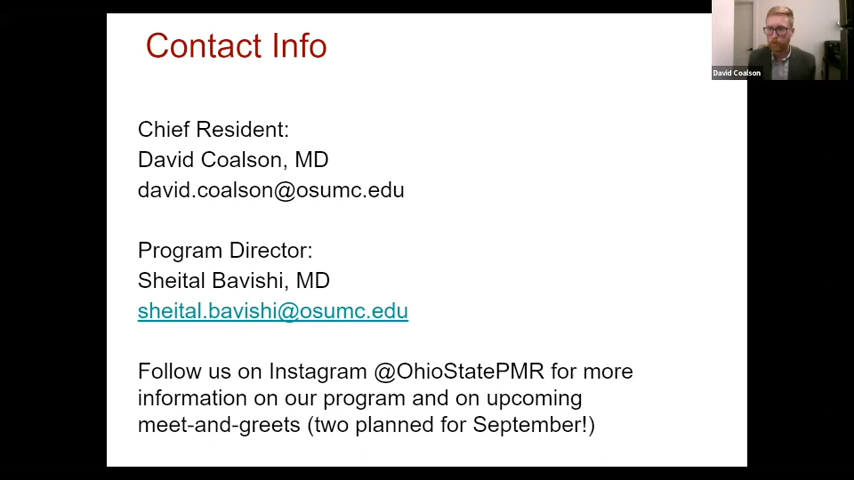 Contact Info
David Coalson
Chief Resident:
David Coalson, MD
david.coalson@osumc.edu
Program Director:
Sheital Bavishi, MD
sheital.bavishi@osumc.edu
Follow us on Instagram @OhioStatePMR for more
information on our program and on upcoming
meet-and-greets (two planned for September!)